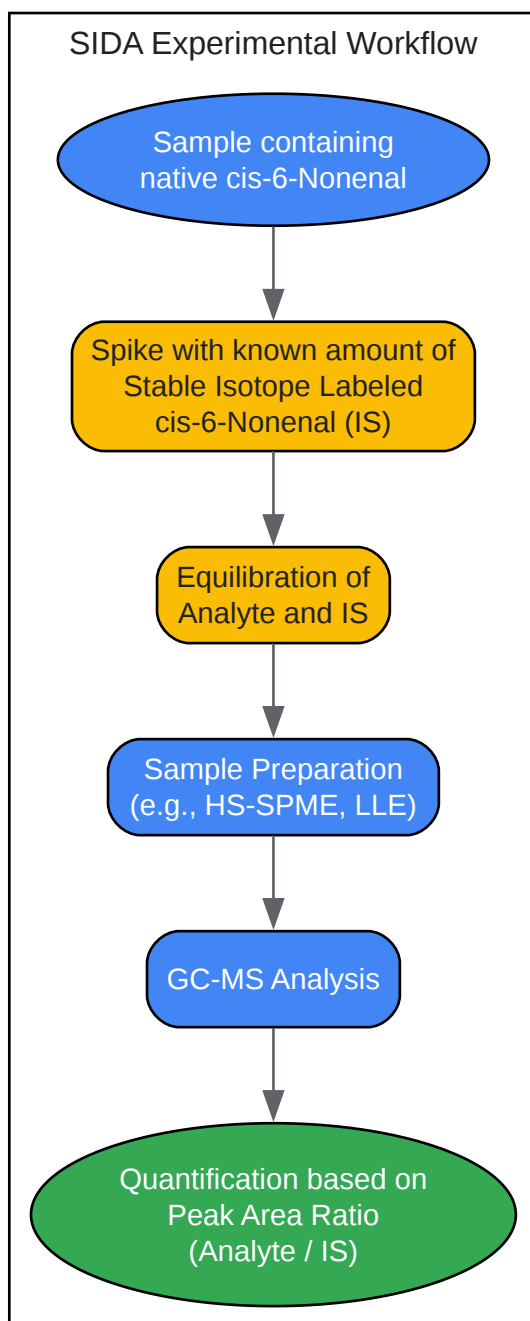 SIDA Experimental Workflow
Sample containing
native cis-6-Nonenal
Spike with known amount of
Stable Isotope Labeled
cis-6-Nonenal (IS)
Equilibration of
Analyte and IS
Sample Preparation
(e.g., HS-SPME, LLE)
GC-MS Analysis
Quantification based on
Peak Area Ratio
(Analyte / IS)